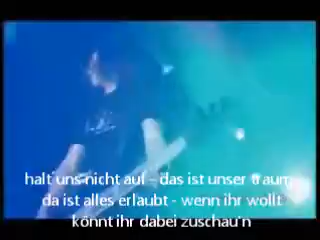 halt uns nicht auf - das ist unser traum
da ist alles erlaubt - wenn ihr wollt
könnt ihr dabei zuschau'n